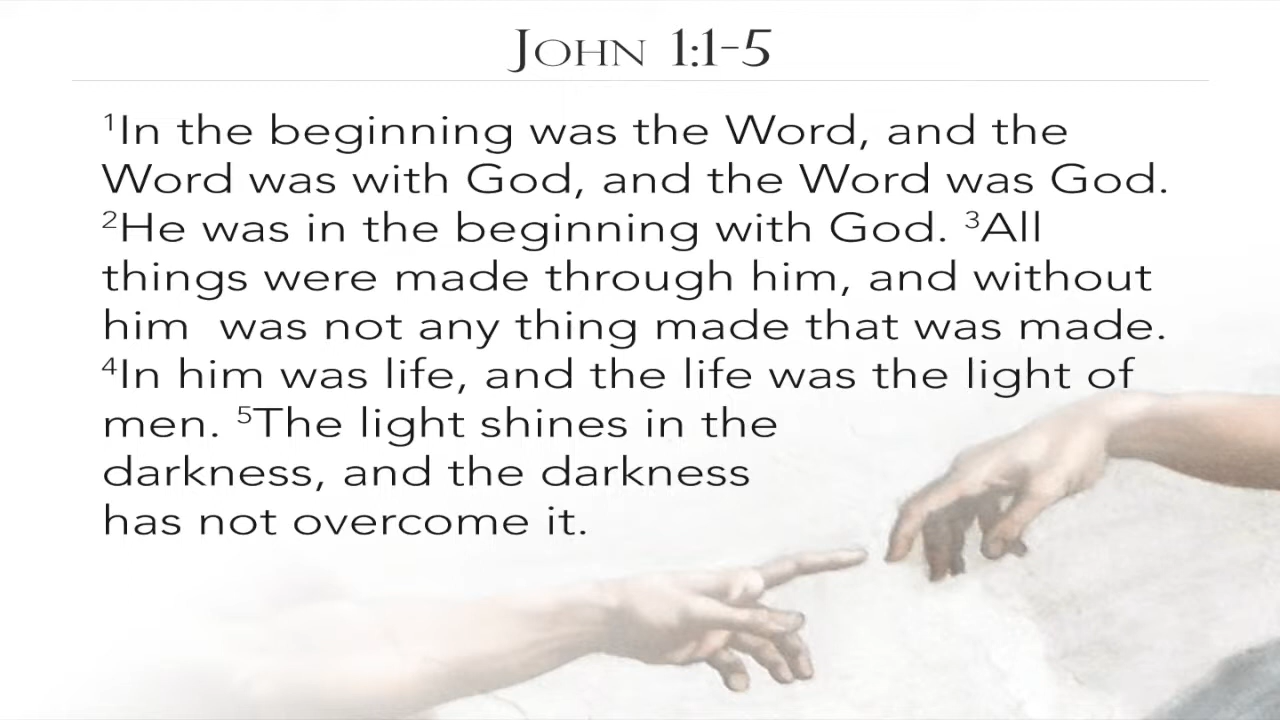 John 1:1-5
¹In the beginning was the Word, and the
Word was with God, and the Word was God.
²He was in the beginning with God. ³All
things were made through him, and without
him  was not any thing made that was made.
⁴In him was life, and the life was the light of
men. ⁵The light shines in the
darkness, and the darkness
has not overcome it.